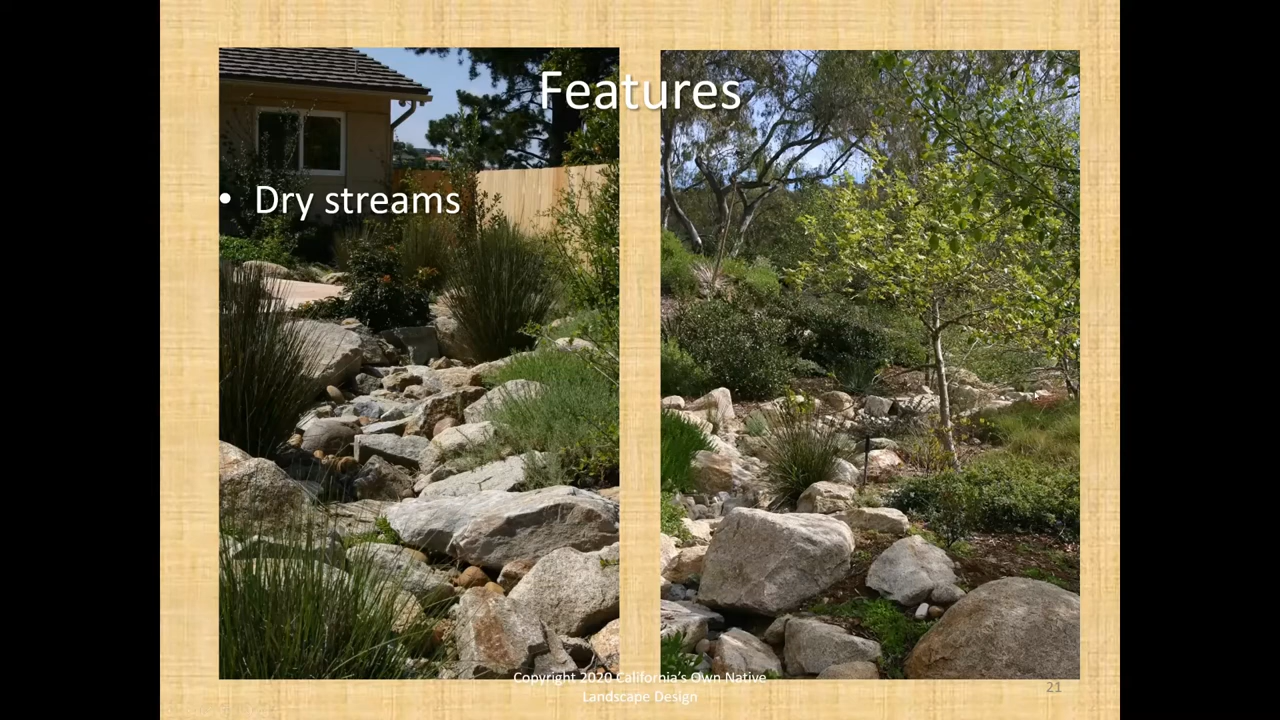 Features
• Dry streams
Copyright 2020 California's Own Native
Landscape Design
21